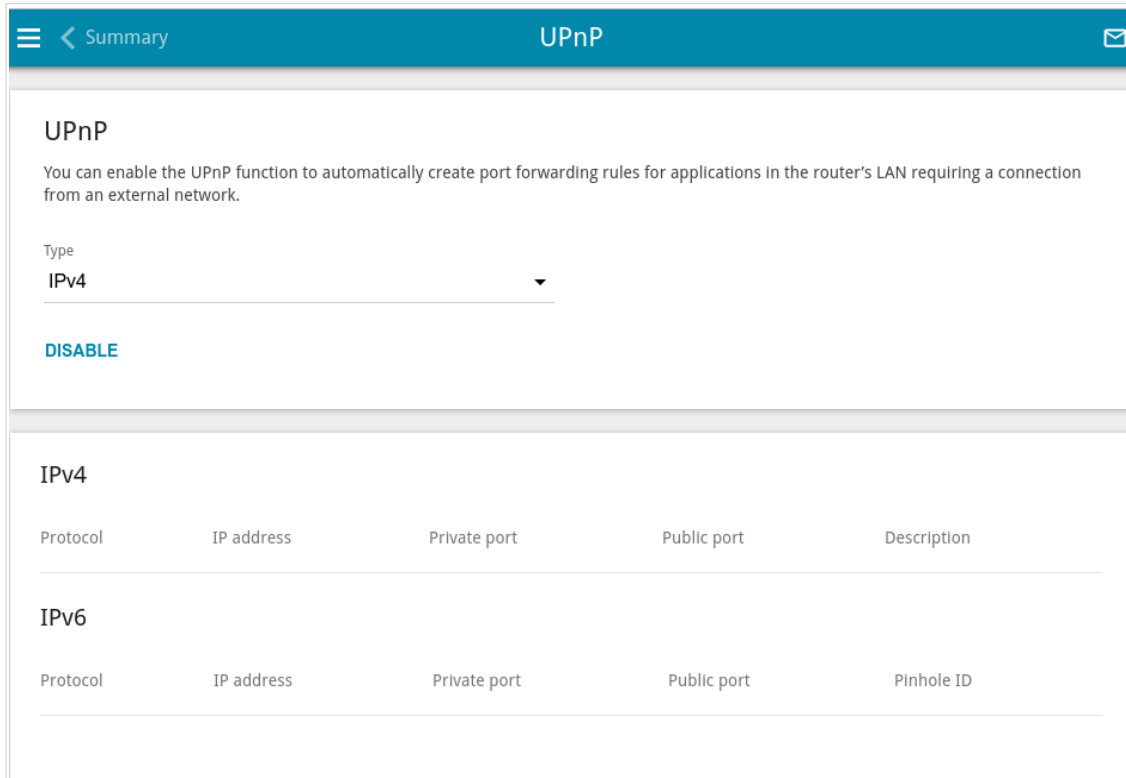 Summary
UPnP
UPnP
You can enable the UPnP function to automatically create port forwarding rules for applications in the router’s LAN requiring a connection
from an external network.
Type
IPv4
DISABLE
IPv4
Protocol IP address Private port Public port Description
IPv6
Protocol IP address Private port Public port Pinhole ID